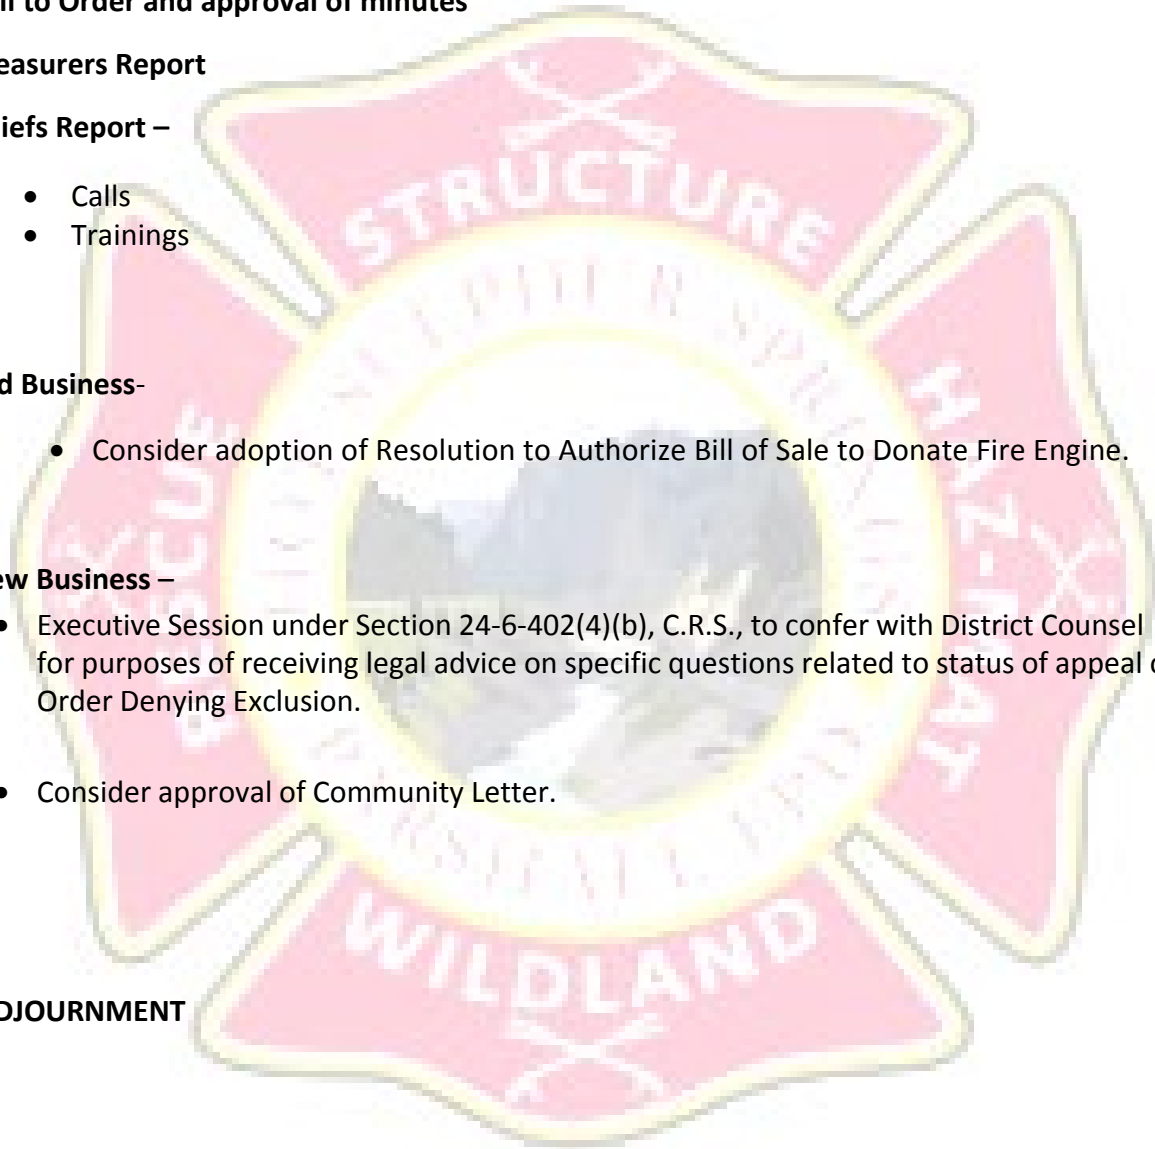 ll to Order and approval of minutes
easurers Report
iefs Report –
• Calls
• Trainings
d Business-
• Consider adoption of Resolution to Authorize Bill of Sale to Donate Fire Engine.
ew Business –
• Executive Session under Section 24-6-402(4)(b), C.R.S., to confer with District Counsel
for purposes of receiving legal advice on specific questions related to status of appeal o
Order Denying Exclusion.
• Consider approval of Community Letter.
DJOURNMENT
STRUCTURE
RESCUE
HAZ-MAT
WILDLAND